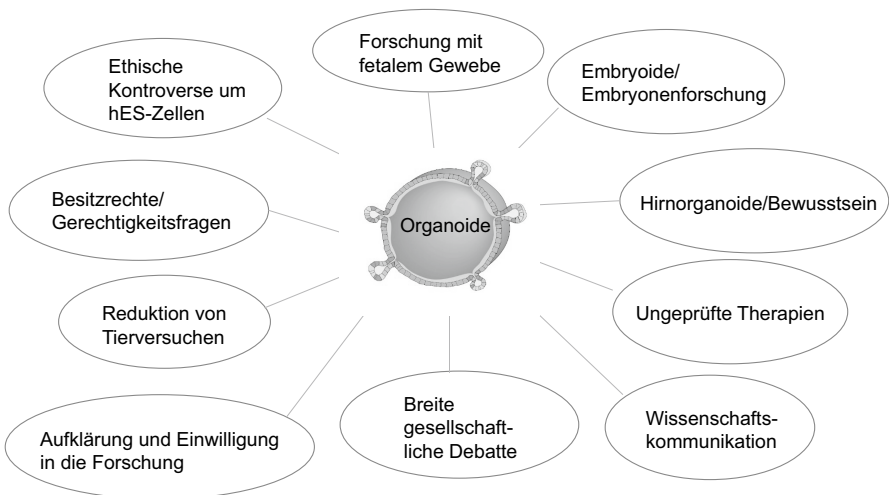 Forschung mit
fetalem Gewebe
Ethische
Kontroverse um
hES-Zellen
Embryoide/
Embryonenforschung
Besitzrechte/
Gerechtigkeitsfragen
Organoide
Hirnorganoide/Bewusstsein
Reduktion von
Tierversuchen
Ungeprüfte Therapien
Aufklärung und Einwilligung
in die Forschung
Breite
gesellschaft-
liche Debatte
Wissenschafts-
kommunikation